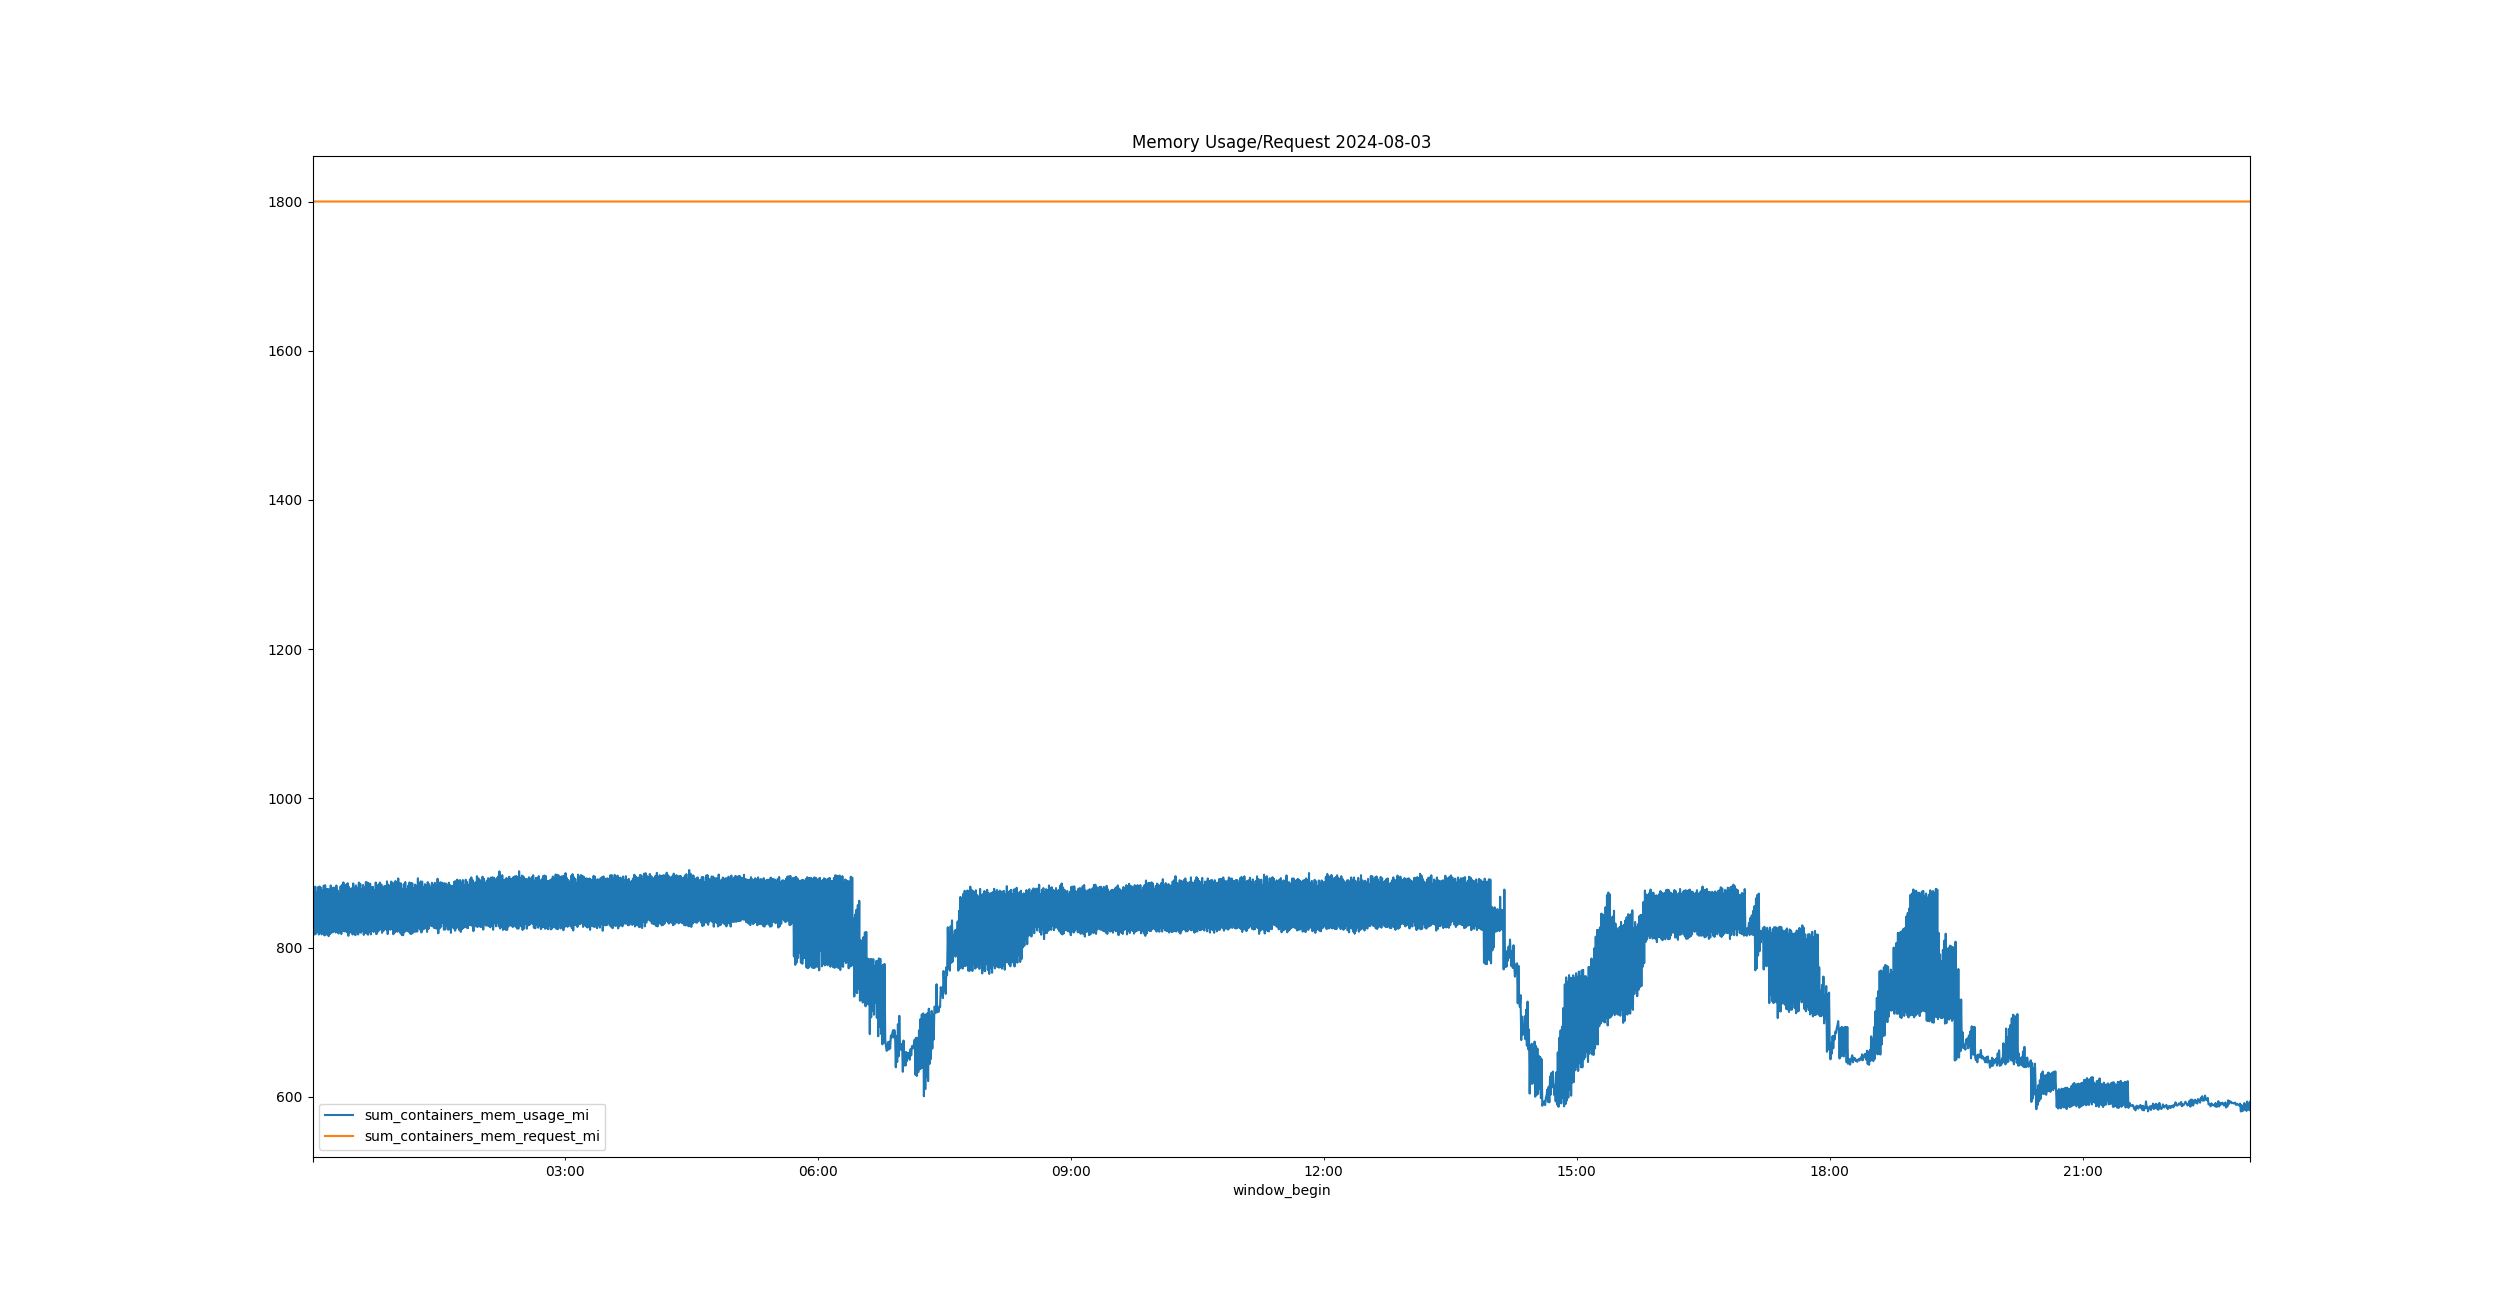 Memory Usage/Request 2024-08-03
1800
1600
1400
1200
1000
800
600
sum_containers_mem_usage_mi
sum_containers_mem_request_mi
03:00 06:00 09:00 12:00 15:00 18:00 21:00
window_begin